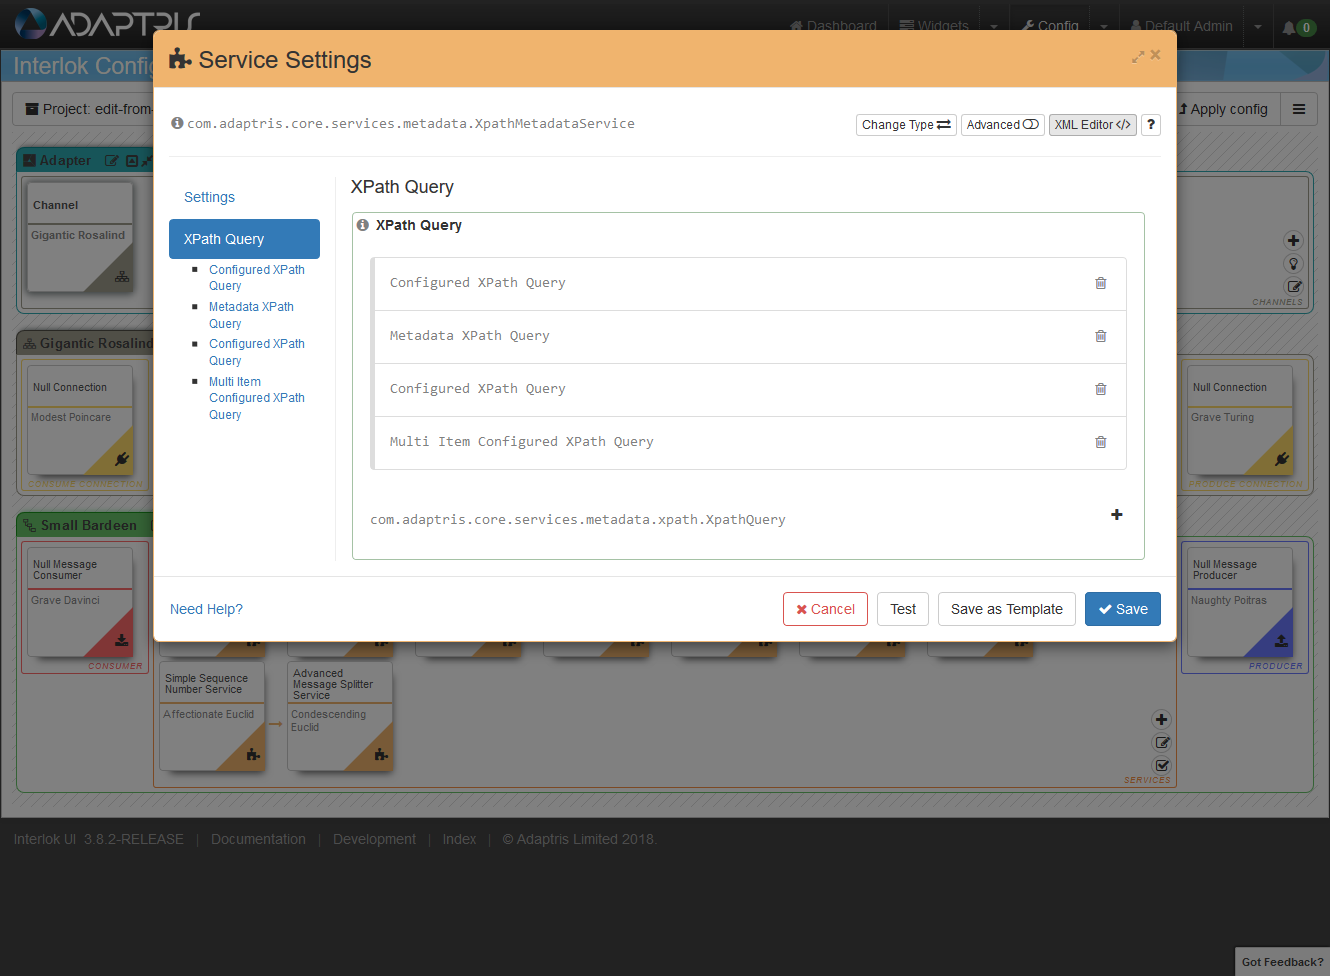 ADAPTRIS
Dashboard
Widgets
Config
Default Admin
0
Interlok Config
Service Settings
Project: edit-from-
Apply config
com.adaptris.core.services.metadata.XpathMetadataService
Change Type
Advanced
XML Editor </>
?
Adapter
Channel
Gigantic Rosalind
CHANNELS
Settings
XPath Query
Configured XPath
Query
Metadata XPath
Query
Configured XPath
Query
Multi Item
Configured XPath
Query
XPath Query
XPath Query
Configured XPath Query
Metadata XPath Query
Configured XPath Query
Multi Item Configured XPath Query
com.adaptris.core.services.metadata.xpath.XpathQuery
Gigantic Rosalind
Null Connection
Modest Poincare
CONSUME CONNECTION
Null Connection
Grave Turing
PRODUCE CONNECTION
Small Bardeen
Null Message
Consumer
Grave Davinci
CONSUMER
Null Message
Producer
Naughty Poitras
PRODUCER
Need Help?
Cancel
Test
Save as Template
Save
Simple Sequence
Number Service
Affectionate Euclid
Advanced
Message Splitter
Service
Condescending
Euclid
SERVICES
Interlok UI 3.8.2-RELEASE | Documentation | Development | Index | © Adaptris Limited 2018.
Got Feedback?